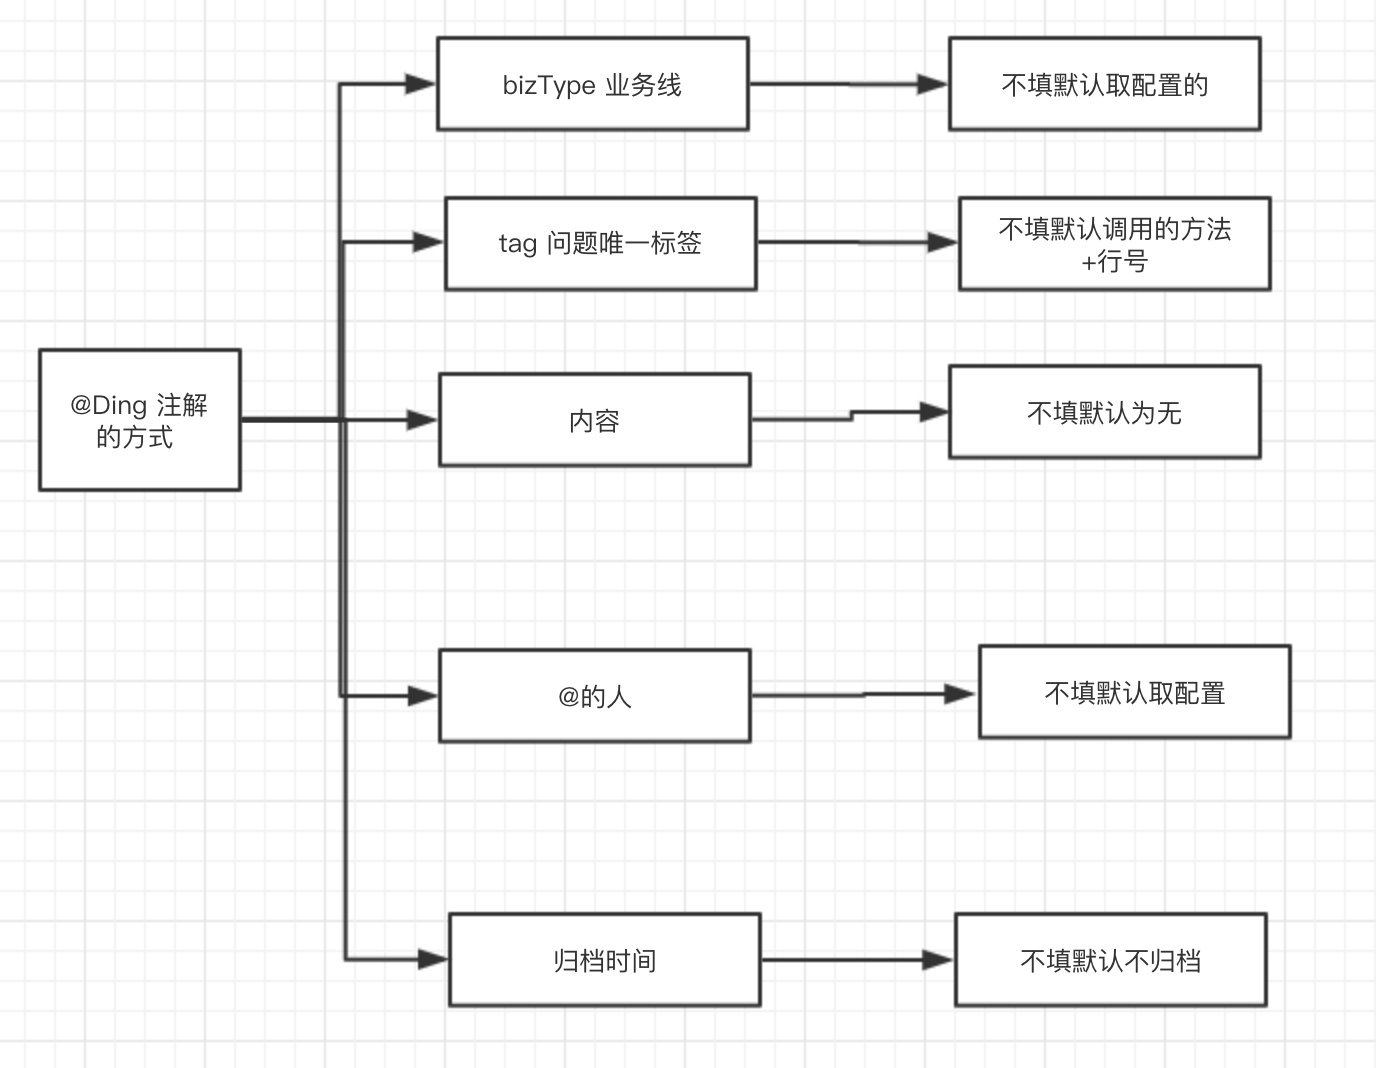 bizType 业务线
不填默认取配置的
tag 问题唯一标签
不填默认调用的方法
+行号
@Ding 注解
的方式
内容
不填默认为无
@的人
不填默认取配置
归档时间
不填默认不归档